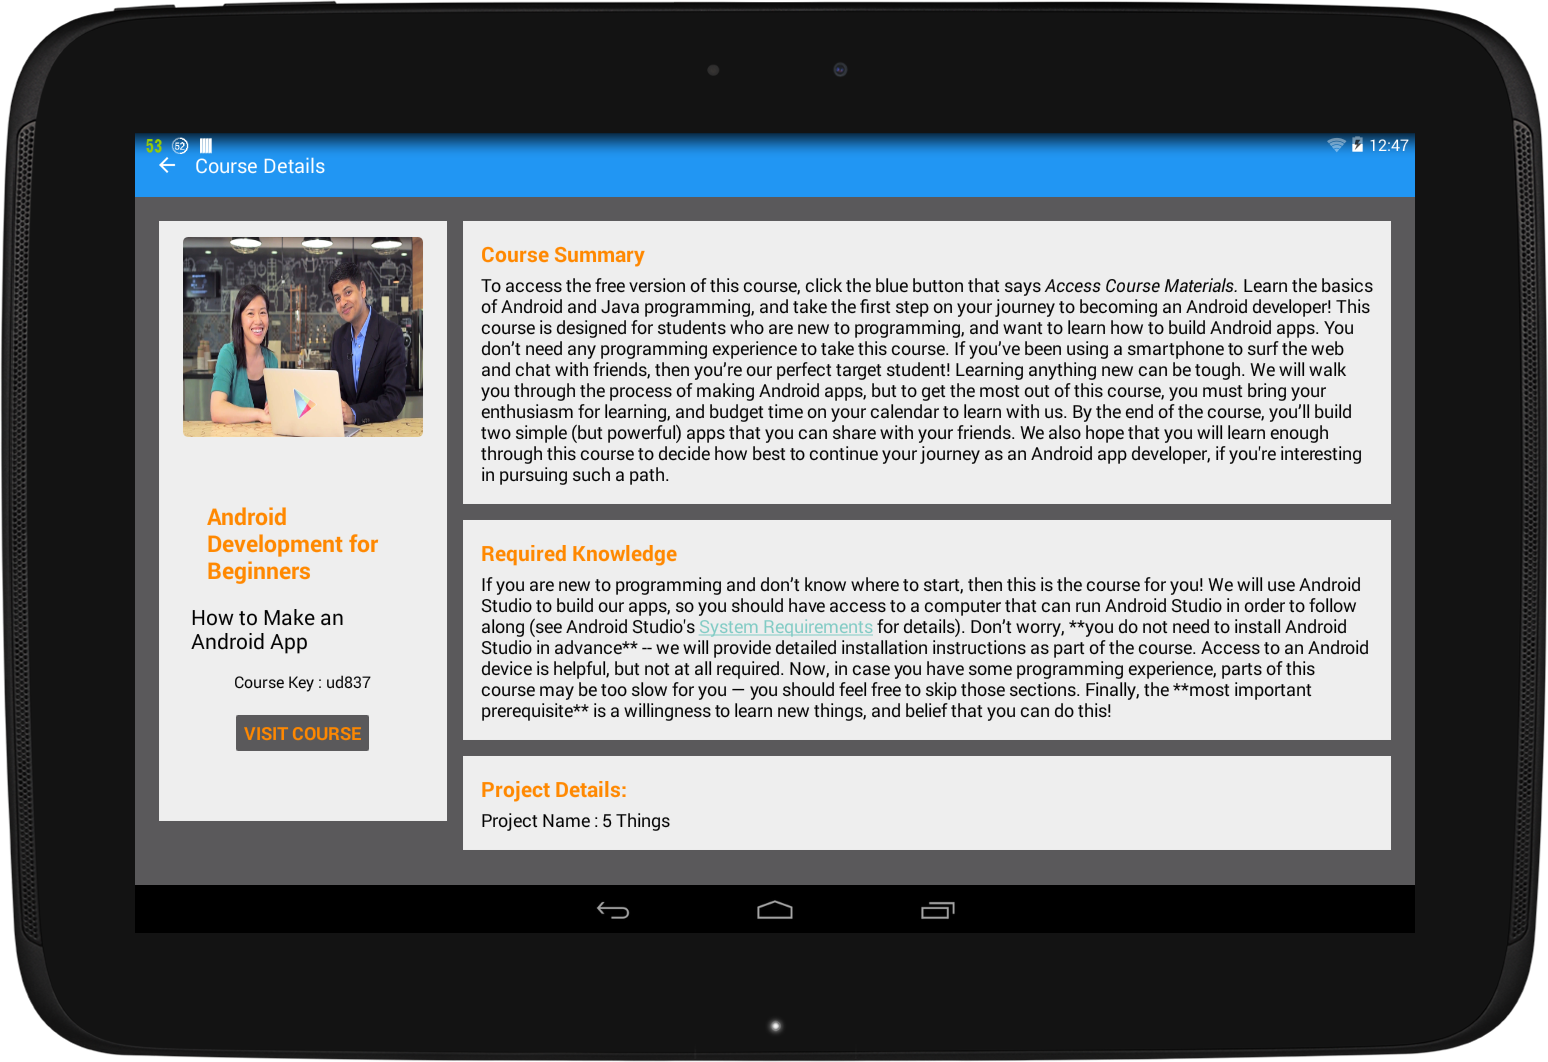 53 52 12:47
Course Details
Android
Development for
Beginners
How to Make an
Android App
Course Key : ud837
VISIT COURSE
Course Summary
To access the free version of this course, click the blue button that says Access Course Materials. Learn the basics
of Android and Java programming, and take the first step on your journey to becoming an Android developer! This
course is designed for students who are new to programming, and want to learn how to build Android apps. You
don’t need any programming experience to take this course. If you’ve been using a smartphone to surf the web
and chat with friends, then you’re our perfect target student! Learning anything new can be tough. We will walk
you through the process of making Android apps, but to get the most out of this course, you must bring your
enthusiasm for learning, and budget time on your calendar to learn with us. By the end of the course, you’ll build
two simple (but powerful) apps that you can share with your friends. We also hope that you will learn enough
through this course to decide how best to continue your journey as an Android app developer, if you're interesting
in pursuing such a path.
Required Knowledge
If you are new to programming and don’t know where to start, then this is the course for you! We will use Android
Studio to build our apps, so you should have access to a computer that can run Android Studio in order to follow
along (see Android Studio's System Requirements for details). Don’t worry, **you do not need to install Android
Studio in advance** -- we will provide detailed installation instructions as part of the course. Access to an Android
device is helpful, but not at all required. Now, in case you have some programming experience, parts of this
course may be too slow for you — you should feel free to skip those sections. Finally, the **most important
prerequisite** is a willingness to learn new things, and belief that you can do this!
Project Details:
Project Name : 5 Things